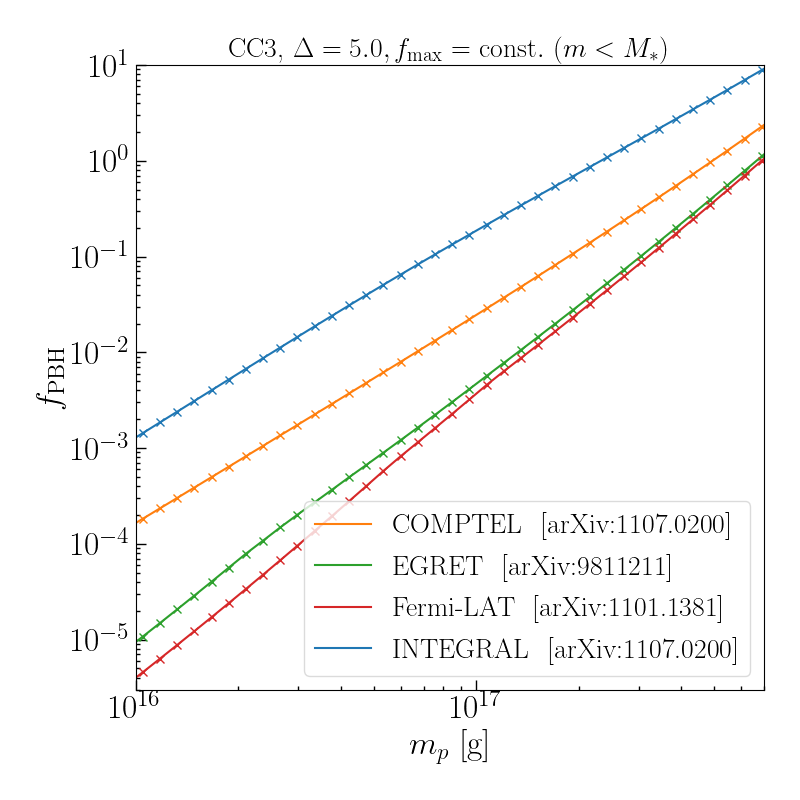 CC3, Δ = 5.0, f_max = const. (m < M_*)
10^1
10^0
10^−1
10^−2
10^−3
10^−4
10^−5
f_PBH
COMPTEL [arXiv:1107.0200]
EGRET [arXiv:9811211]
Fermi-LAT [arXiv:1101.1381]
INTEGRAL [arXiv:1107.0200]
10^16
10^17
m_p [g]